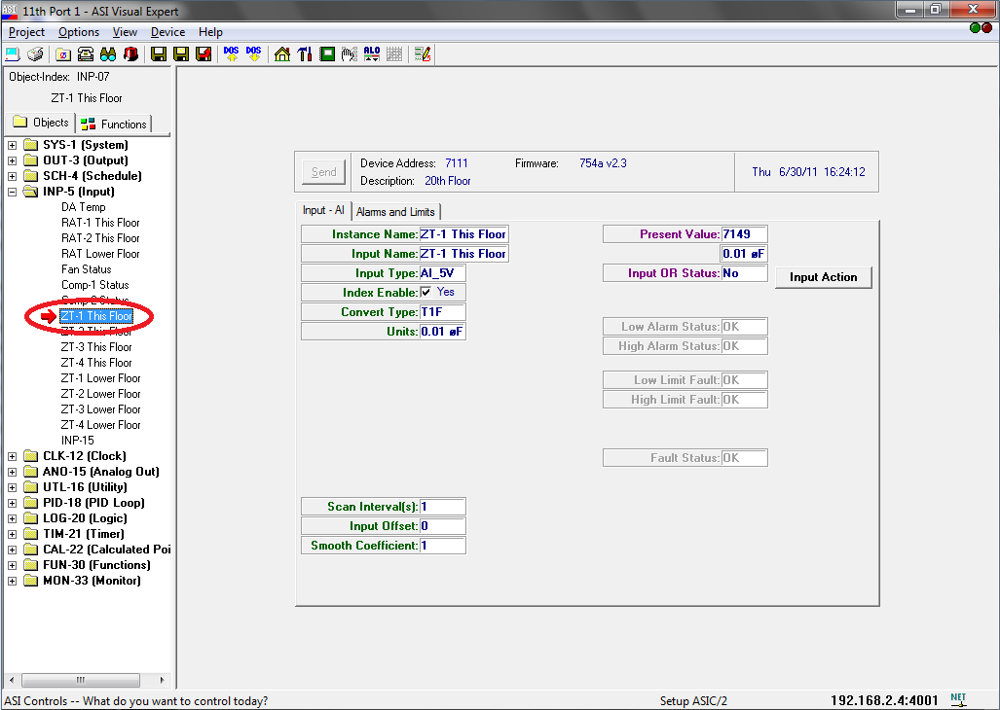 ASI 11th Port 1 - ASI Visual Expert
Project Options View Device Help
DOS DOS ALO
Object-Index: INP-07
ZT-1 This Floor
Objects Functions
SYS-1 (System)
OUT-3 (Output)
SCH-4 (Schedule)
INP-5 (Input)
DA Temp
RAT-1 This Floor
RAT-2 This Floor
RAT Lower Floor
Fan Status
Comp-1 Status
Comp-2 Status
ZT-1 This Floor
ZT-2 This Floor
ZT-3 This Floor
ZT-4 This Floor
ZT-1 Lower Floor
ZT-2 Lower Floor
ZT-3 Lower Floor
ZT-4 Lower Floor
INP-15
CLK-12 (Clock)
ANO-15 (Analog Out)
UTL-16 (Utility)
PID-18 (PID Loop)
LOG-20 (Logic)
TIM-21 (Timer)
CAL-22 (Calculated Poi
FUN-30 (Functions)
MON-33 (Monitor)
Send
Device Address: 7111 Firmware: 754a v2.3
Description: 20th Floor
Thu 6/30/11 16:24:12
Input - AI Alarms and Limits
Instance Name: ZT-1 This Floor
Input Name: ZT-1 This Floor
Input Type: AI_5V
Index Enable: Yes
Convert Type: T1F
Units: 0.01 øF
Present Value: 7149
0.01 øF
Input OR Status: No
Input Action
Low Alarm Status: OK
High Alarm Status: OK
Low Limit Fault: OK
High Limit Fault: OK
Fault Status: OK
Scan Interval(s): 1
Input Offset: 0
Smooth Coefficient: 1
ASI Controls -- What do you want to control today? Setup ASIC/2 192.168.2.4:4001 NET